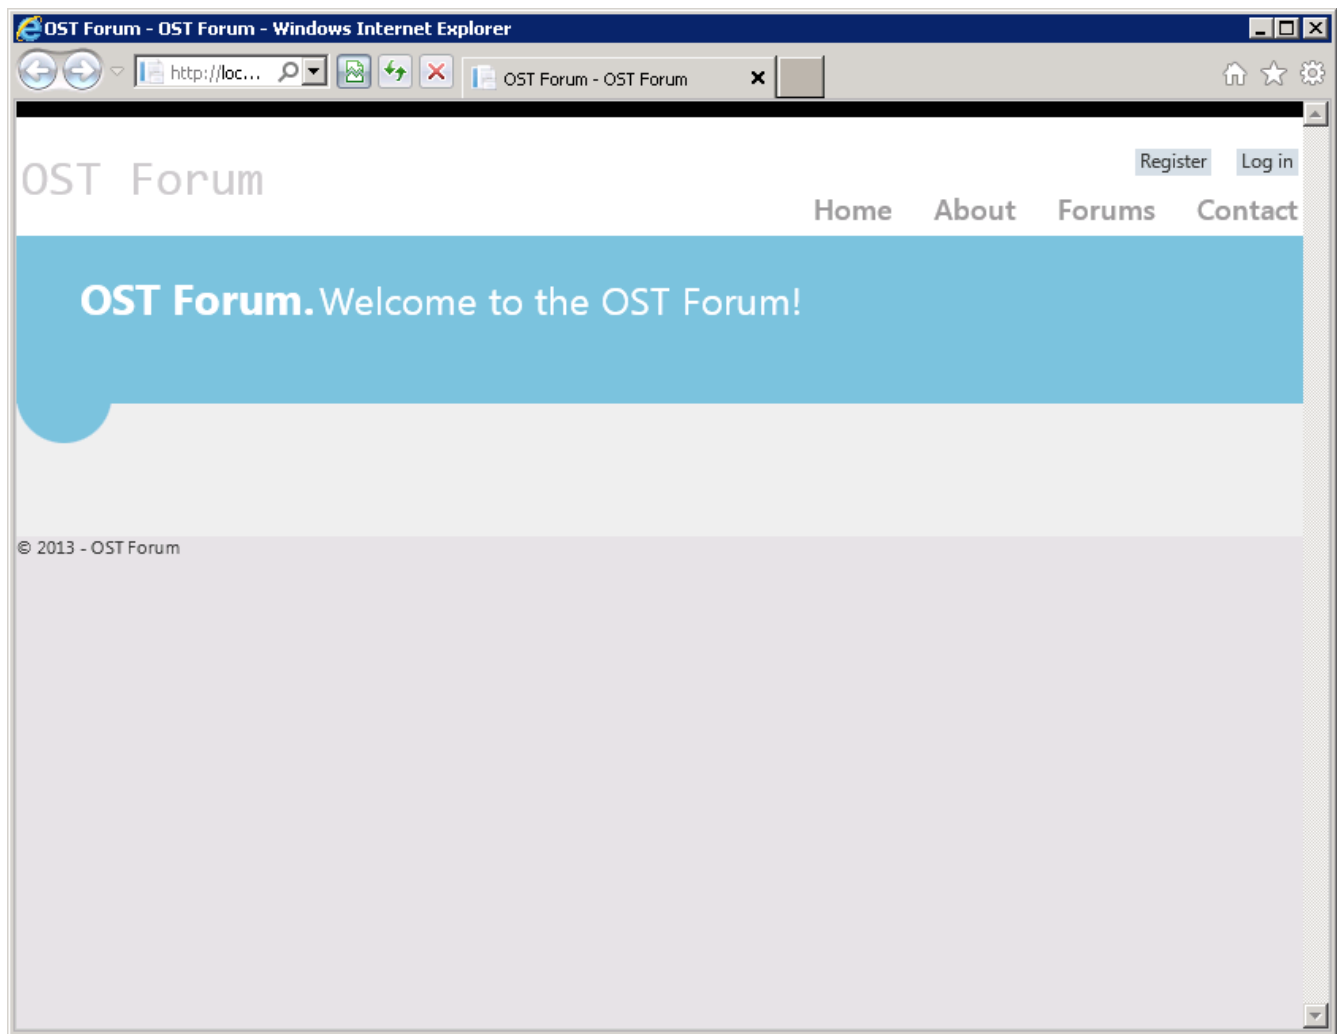 OST Forum - OST Forum - Windows Internet Explorer
http://loc...
OST Forum - OST Forum
Register Log in
OST Forum
Home About Forums Contact
OST Forum. Welcome to the OST Forum!
© 2013 - OST Forum